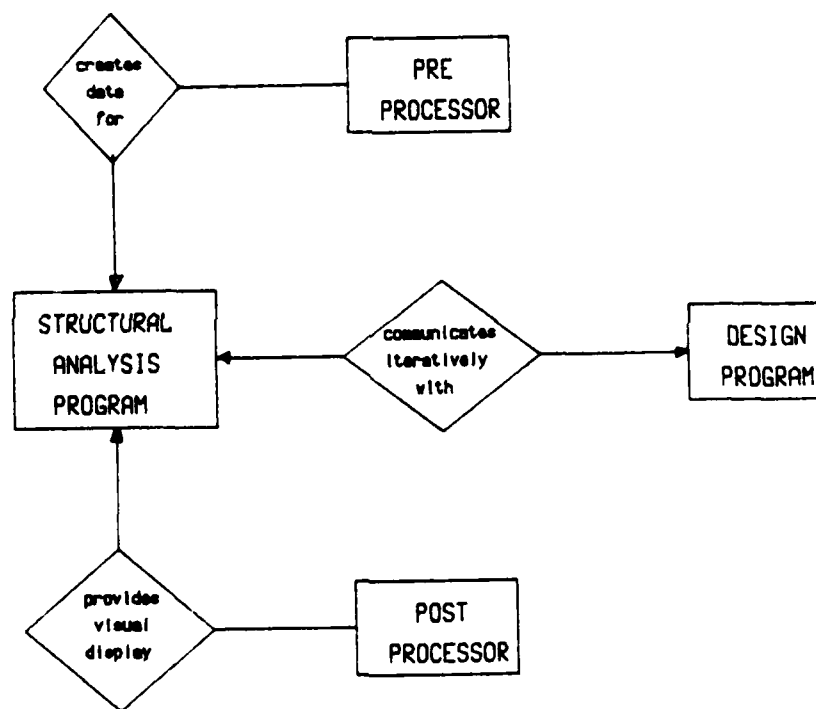 creates
data
for
PRE
PROCESSOR
STRUCTURAL
ANALYSIS
PROGRAM
communicates
iteratively
with
DESIGN
PROGRAM
provides
visual
display
POST
PROCESSOR